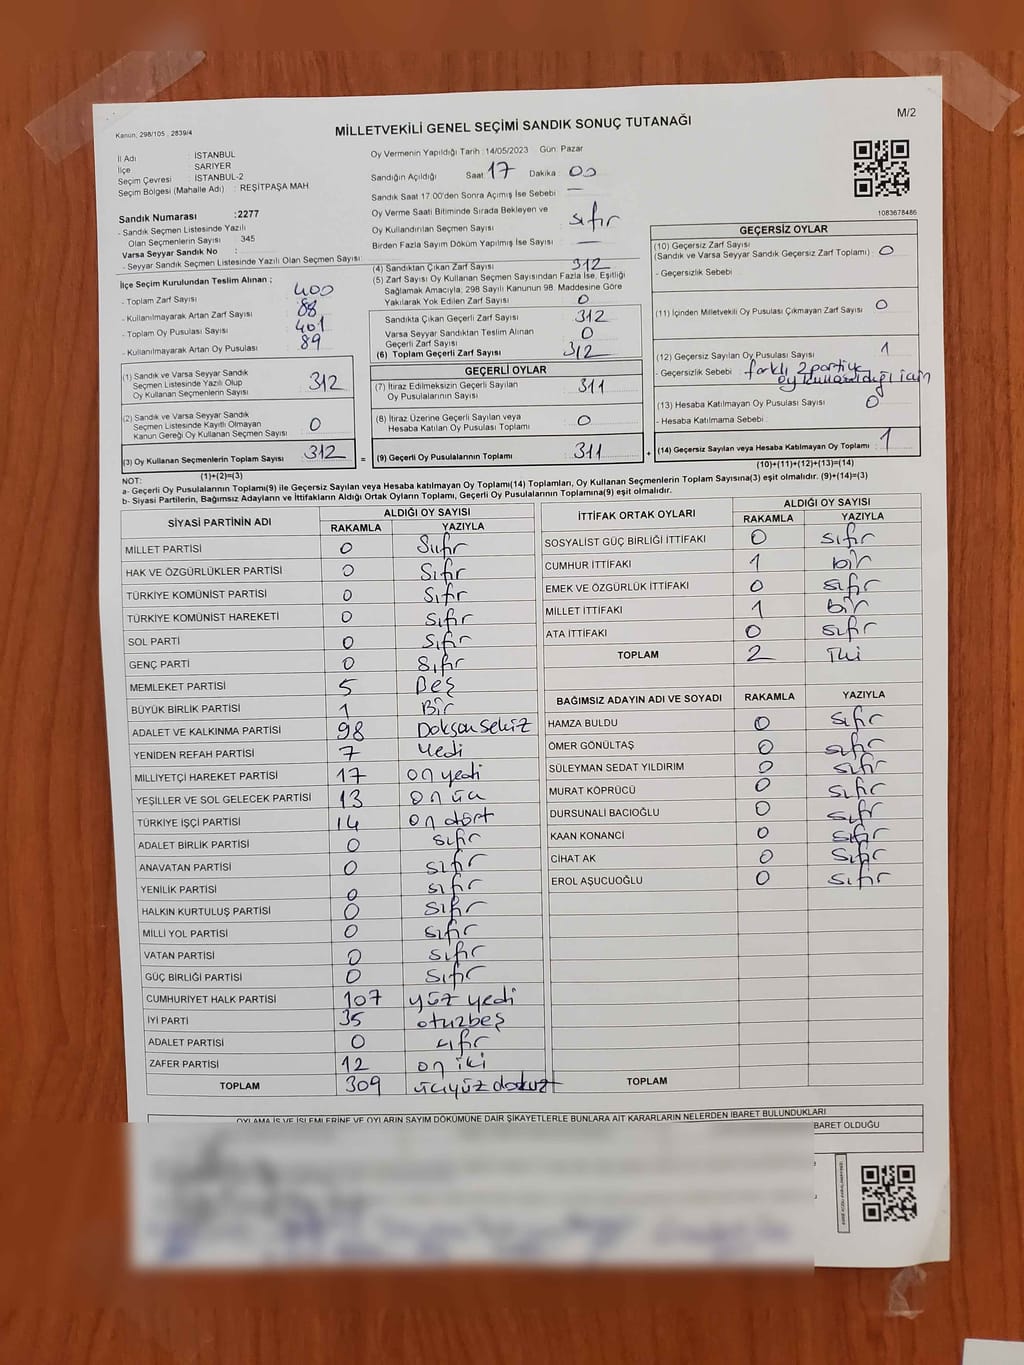 Kanun; 298/105 , 2839/4
MİLLETVEKİLİ GENEL SEÇİMİ SANDIK SONUÇ TUTANAĞI
M/2
İl Adı : İSTANBUL
İlçe : SARIYER
Seçim Çevresi : İSTANBUL-2
Seçim Bölgesi (Mahalle Adı) : REŞİTPAŞA MAH
Sandık Numarası :2277
- Sandık Seçmen Listesinde Yazılı
Olan Seçmenlerin Sayısı : 345
Varsa Seyyar Sandık No :
- Seyyar Sandık Seçmen Listesinde Yazılı Olan Seçmen Sayısı:
İlçe Seçim Kurulundan Teslim Alınan ;
- Toplam Zarf Sayısı 400
- Kullanılmayarak Artan Zarf Sayısı 88
- Toplam Oy Pusulası Sayısı 401
- Kullanılmayarak Artan Oy Pusulası 89
Oy Vermenin Yapıldığı Tarih :14/05/2023 Gün: Pazar
Sandığın Açıldığı Saat : 17 Dakika : 00
Sandık Saat 17:00'den Sonra Açılmış İse Sebebi : —
Oy Verme Saati Bitiminde Sırada Bekleyen ve
Oy Kullandırılan Seçmen Sayısı : sıfır
Birden Fazla Sayım Döküm Yapılmış İse Sayısı : —
(4) Sandıktan Çıkan Zarf Sayısı 312
(5) Zarf Sayısı Oy Kullanan Seçmen Sayısından Fazla İse, Eşitliği
Sağlamak Amacıyla, 298 Sayılı Kanunun 98. Maddesine Göre
Yakılarak Yok Edilen Zarf Sayısı 0
Sandıkta Çıkan Geçerli Zarf Sayısı 312
Varsa Seyyar Sandıktan Teslim Alınan
Geçerli Zarf Sayısı 0
(6) Toplam Geçerli Zarf Sayısı 312
1083678486
GEÇERSİZ OYLAR
(10) Geçersiz Zarf Sayısı
(Sandık ve Varsa Seyyar Sandık Geçersiz Zarf Toplamı) 0
- Geçersizlik Sebebi
(11) İçinden Milletvekili Oy Pusulası Çıkmayan Zarf Sayısı 0
(12) Geçersiz Sayılan Oy Pusulası Sayısı 1
- Geçersizlik Sebebi : farklı 2 partiye
oy kullanıldığı için
(13) Hesaba Katılmayan Oy Pusulası Sayısı 0
- Hesaba Katılmama Sebebi :
(14) Geçersiz Sayılan veya Hesaba Katılmayan Oy Toplamı 1
(10)+(11)+(12)+(13)=(14)
(1) Sandık ve Varsa Seyyar Sandık
Seçmen Listesinde Yazılı Olup
Oy Kullanan Seçmenlerin Sayısı 312
(2) Sandık ve Varsa Seyyar Sandık
Seçmen Listesinde Kayıtlı Olmayan
Kanun Gereği Oy Kullanan Seçmen Sayısı 0
(3) Oy Kullanan Seçmenlerin Toplam Sayısı 312 =
(1)+(2)=(3)
GEÇERLİ OYLAR
(7) İtiraz Edilmeksizin Geçerli Sayılan
Oy Pusulalarının Sayısı 311
(8) İtiraz Üzerine Geçerli Sayılan veya
Hesaba Katılan Oy Pusulası Toplamı 0
(9) Geçerli Oy Pusulalarının Toplamı 311 +
NOT:
a- Geçerli Oy Pusulalarının Toplamı(9) ile Geçersiz Sayılan veya Hesaba Katılmayan Oy Toplamı(14) Toplamları, Oy Kullanan Seçmenlerin Toplam Sayısına(3) eşit olmalıdır. (9)+(14)=(3)
b- Siyasi Partilerin, Bağımsız Adayların ve İttifakların Aldığı Ortak Oyların Toplamı, Geçerli Oy Pusulalarının Toplamına(9) eşit olmalıdır.
SİYASİ PARTİNİN ADI ALDIĞI OY SAYISI
RAKAMLA YAZIYLA
MİLLET PARTİSİ 0 Sıfır
HAK VE ÖZGÜRLÜKLER PARTİSİ 0 Sıfır
TÜRKİYE KOMÜNİST PARTİSİ 0 Sıfır
TÜRKİYE KOMÜNİST HAREKETİ 0 sıfır
SOL PARTİ 0 Sıfır
GENÇ PARTİ 0 Sıfır
MEMLEKET PARTİSİ 5 Beş
BÜYÜK BİRLİK PARTİSİ 1 Bir
ADALET VE KALKINMA PARTİSİ 98 Doksansekiz
YENİDEN REFAH PARTİSİ 7 Yedi
MİLLİYETÇİ HAREKET PARTİSİ 17 on yedi
YEŞİLLER VE SOL GELECEK PARTİSİ 13 on üç
TÜRKİYE İŞÇİ PARTİSİ 14 on dört
ADALET BİRLİK PARTİSİ 0 sıfır
ANAVATAN PARTİSİ 0 sıfır
YENİLİK PARTİSİ 0 sıfır
HALKIN KURTULUŞ PARTİSİ 0 sıfır
MİLLİ YOL PARTİSİ 0 sıfır
VATAN PARTİSİ 0 sıfır
GÜÇ BİRLİĞİ PARTİSİ 0 sıfır
CUMHURİYET HALK PARTİSİ 107 yüz yedi
İYİ PARTİ 35 otuzbeş
ADALET PARTİSİ 0 sıfır
ZAFER PARTİSİ 12 on iki
TOPLAM 309 üçyüz dokuz
İTTİFAK ORTAK OYLARI ALDIĞI OY SAYISI
RAKAMLA YAZIYLA
SOSYALİST GÜÇ BİRLİĞİ İTTİFAKI 0 sıfır
CUMHUR İTTİFAKI 1 bir
EMEK VE ÖZGÜRLÜK İTTİFAKI 0 sıfır
MİLLET İTTİFAKI 1 bir
ATA İTTİFAKI 0 sıfır
TOPLAM 2 iki
BAĞIMSIZ ADAYIN ADI VE SOYADI RAKAMLA YAZIYLA
HAMZA BULDU 0 sıfır
ÖMER GÖNÜLTAŞ 0 sıfır
SÜLEYMAN SEDAT YILDIRIM 0 sıfır
MURAT KÖPRÜCÜ 0 sıfır
DURSUNALİ BACIOĞLU 0 sıfır
KAAN KONANCİ 0 sıfır
CİHAT AK 0 sıfır
EROL AŞUCUOĞLU 0 sıfır
TOPLAM
OYLAMA İŞ VE İŞLEMLERİNE VE OYLARIN SAYIM DÖKÜMÜNE DAİR ŞİKAYETLERLE BUNLARA AİT KARARLARIN NELERDEN İBARET BULUNDUKLARI
BARET OLDUĞU